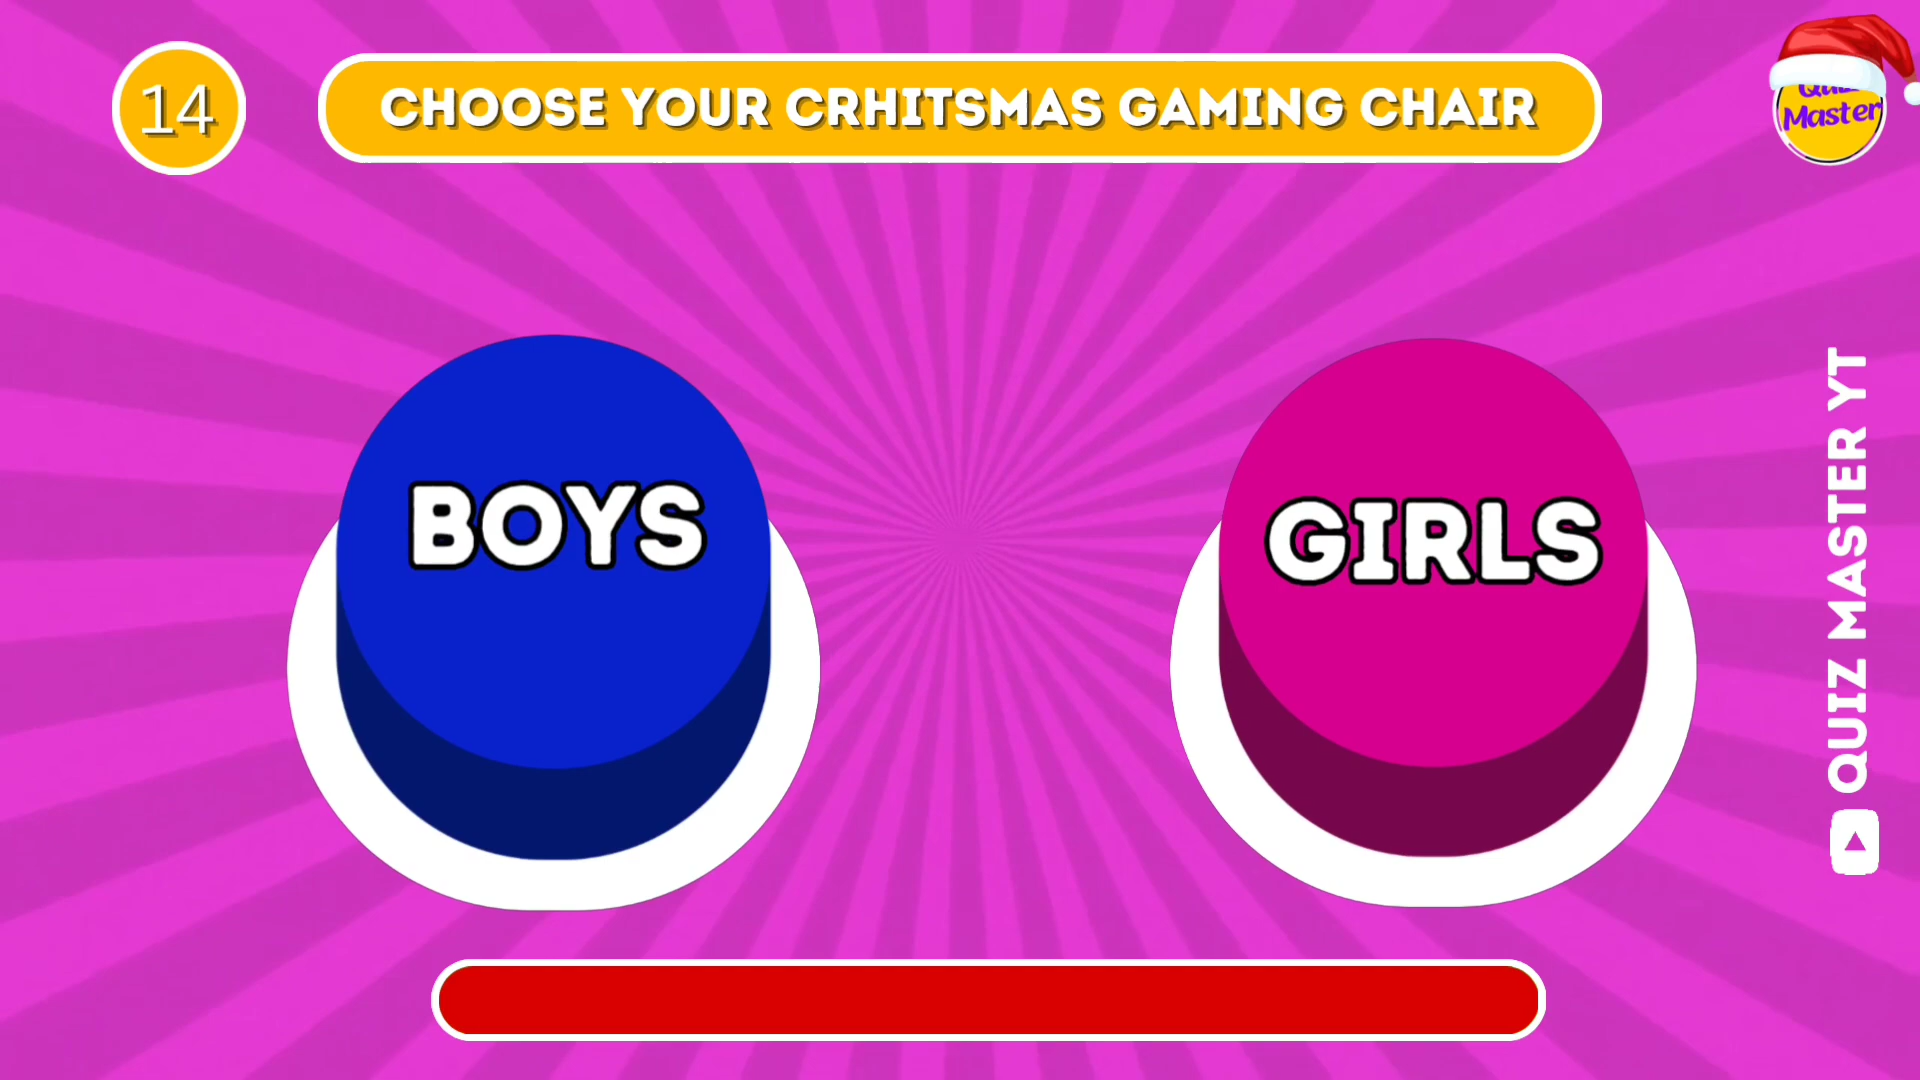 14
CHOOSE YOUR CRHITSMAS GAMING CHAIR
Master
BOYS
GIRLS
QUIZ MASTER YT